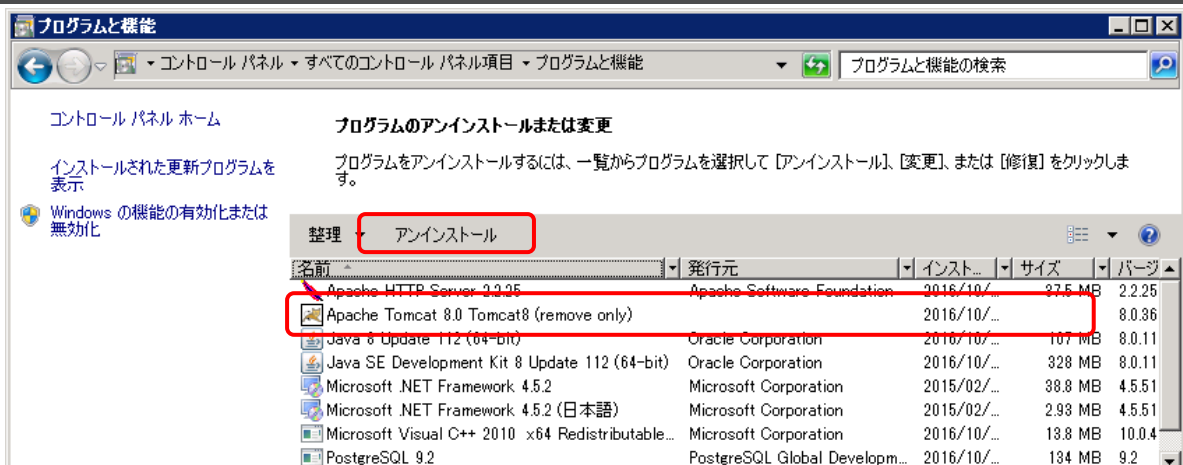 プログラムと機能
コントロール パネル ▾ すべてのコントロール パネル項目 ▾ プログラムと機能
プログラムと機能の検索
コントロール パネル ホーム
インストールされた更新プログラムを
表示
Windows の機能の有効化または
無効化
プログラムのアンインストールまたは変更
プログラムをアンインストールするには、一覧からプログラムを選択して [アンインストール]、[変更]、または [修復] をクリックしま
す。
整理 アンインストール
名前 発行元 インスト... サイズ バージ
Apache HTTP Server 2.2.25 Apache Software Foundation 2016/10/... 37.5 MB 2.2.25
Apache Tomcat 8.0 Tomcat8 (remove only) 2016/10/... 8.0.36
Java 8 Update 112 (64-bit) Oracle Corporation 2016/10/... 107 MB 8.0.11
Java SE Development Kit 8 Update 112 (64-bit) Oracle Corporation 2016/10/... 328 MB 8.0.11
Microsoft .NET Framework 4.5.2 Microsoft Corporation 2015/02/... 38.8 MB 4.5.51
Microsoft .NET Framework 4.5.2 (日本語) Microsoft Corporation 2015/02/... 2.93 MB 4.5.51
Microsoft Visual C++ 2010 x64 Redistributable... Microsoft Corporation 2016/10/... 13.8 MB 10.0.4
PostgreSQL 9.2 PostgreSQL Global Developm... 2016/10/... 134 MB 9.2